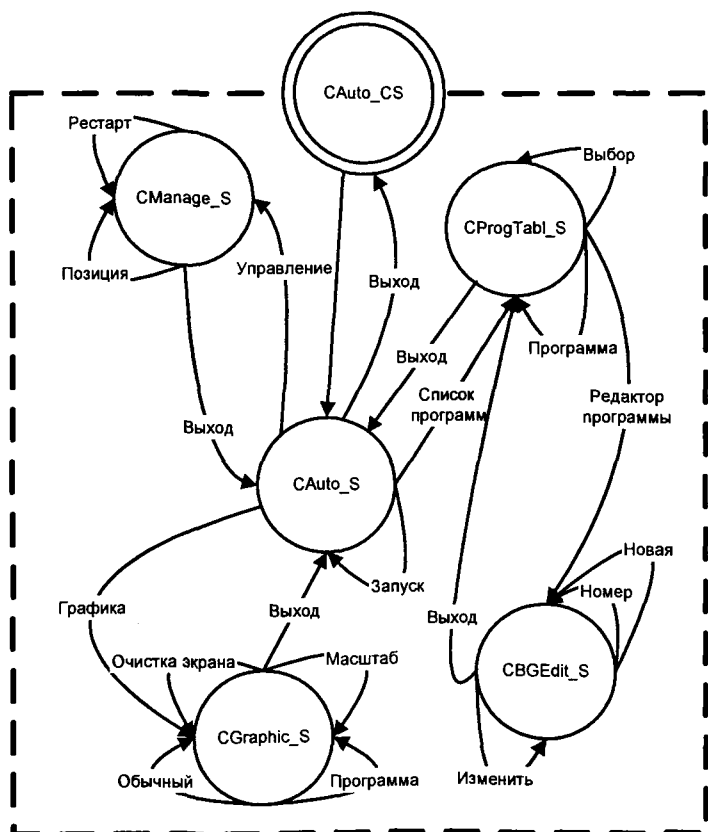 CAuto_CS
Рестарт
Выбор
CManage_S
CProgTabl_S
Позиция
Управление
Выход
Выход
Программа
Список
программ
Редактор
программы
Выход
CAuto_S
Запуск
Новая
Номер
Графика
Выход
Выход
Очистка экрана
Масштаб
CBGEdit_S
CGraphic_S
Обычный
Программа
Изменить